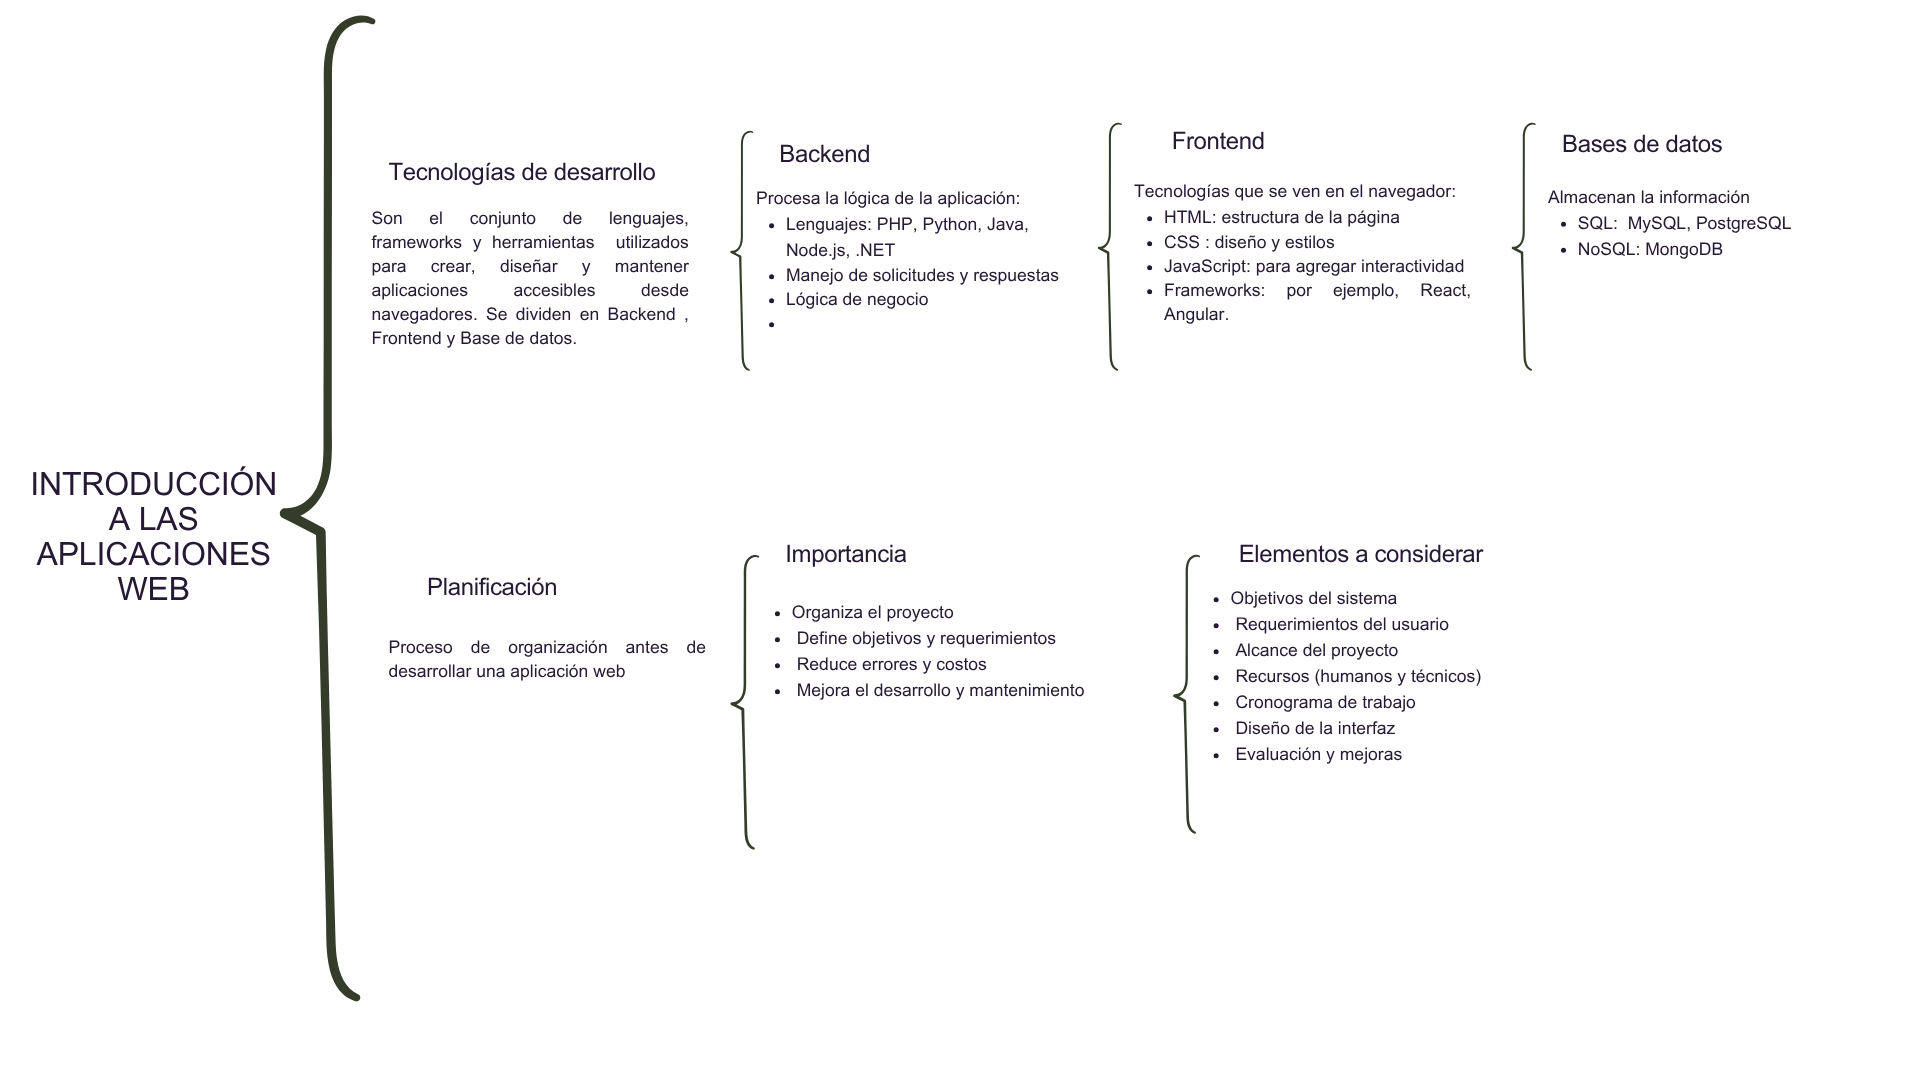 INTRODUCCIÓN
A LAS
APLICACIONES
WEB
Tecnologías de desarrollo
Son el conjunto de lenguajes,
frameworks y herramientas utilizados
para crear, diseñar y mantener
aplicaciones accesibles desde
navegadores. Se dividen en Backend ,
Frontend y Base de datos.
Backend
Procesa la lógica de la aplicación:
• Lenguajes: PHP, Python, Java,
Node.js, .NET
• Manejo de solicitudes y respuestas
• Lógica de negocio
•
Frontend
Tecnologías que se ven en el navegador:
• HTML: estructura de la página
• CSS : diseño y estilos
• JavaScript: para agregar interactividad
• Frameworks: por ejemplo, React,
Angular.
Bases de datos
Almacenan la información
• SQL: MySQL, PostgreSQL
• NoSQL: MongoDB
Planificación
Proceso de organización antes de
desarrollar una aplicación web
Importancia
• Organiza el proyecto
• Define objetivos y requerimientos
• Reduce errores y costos
• Mejora el desarrollo y mantenimiento
Elementos a considerar
• Objetivos del sistema
• Requerimientos del usuario
• Alcance del proyecto
• Recursos (humanos y técnicos)
• Cronograma de trabajo
• Diseño de la interfaz
• Evaluación y mejoras